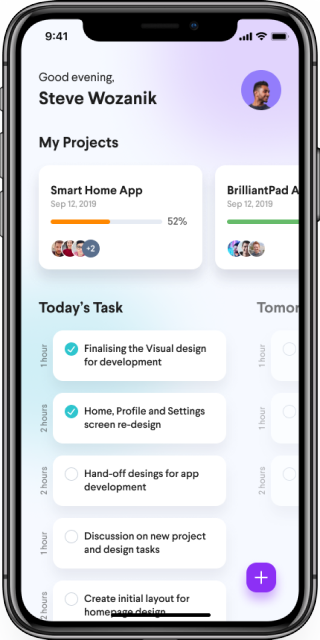 9:41
Good evening,
Steve Wozanik
My Projects
Smart Home App
Sep 12, 2019
52%
+2
BrilliantPad A
Sep 12, 2019
Today's Task
Tomor
1 hour
Finalising the Visual design
for development
1 hour
2 hours
Home, Profile and Settings
screen re-design
1 hour
2 hours
Hand-off desings for app
development
2 hours
1 hour
Discussion on new project
and design tasks
2 hours
Create initial layout for
homepage design